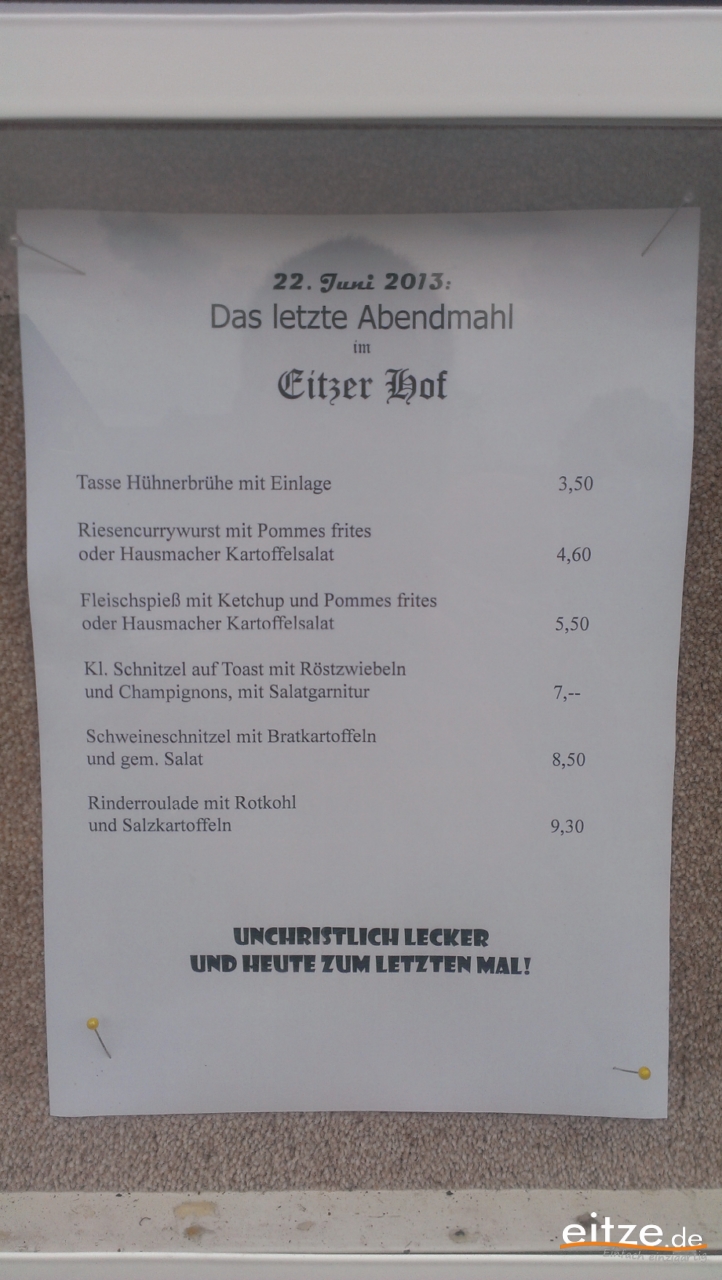 22. Juni 2013:
Das letzte Abendmahl
im
Eitzer Hof
Tasse Hühnerbrühe mit Einlage 3,50
Riesencurrywurst mit Pommes frites
oder Hausmacher Kartoffelsalat 4,60
Fleischspieß mit Ketchup und Pommes frites
oder Hausmacher Kartoffelsalat 5,50
Kl. Schnitzel auf Toast mit Röstzwiebeln
und Champignons, mit Salatgarnitur 7,--
Schweineschnitzel mit Bratkartoffeln
und gem. Salat 8,50
Rinderroulade mit Rotkohl
und Salzkartoffeln 9,30
UNCHRISTLICH LECKER
UND HEUTE ZUM LETZTEN MAL!
eitze.de